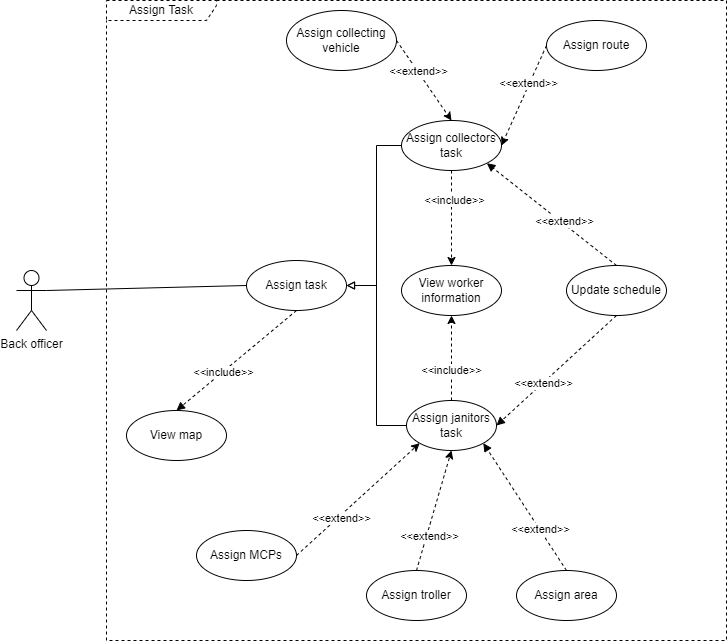 Assign Task
Assign collecting
vehicle
Assign route
<<extend>>
<<extend>>
Assign collectors
task
<<include>>
<<extend>>
Assign task
View worker
information
Update schedule
Back officer
<<include>>
<<include>>
<<extend>>
View map
Assign janitors
task
<<extend>>
<<extend>>
<<extend>>
Assign MCPs
Assign troller
Assign area